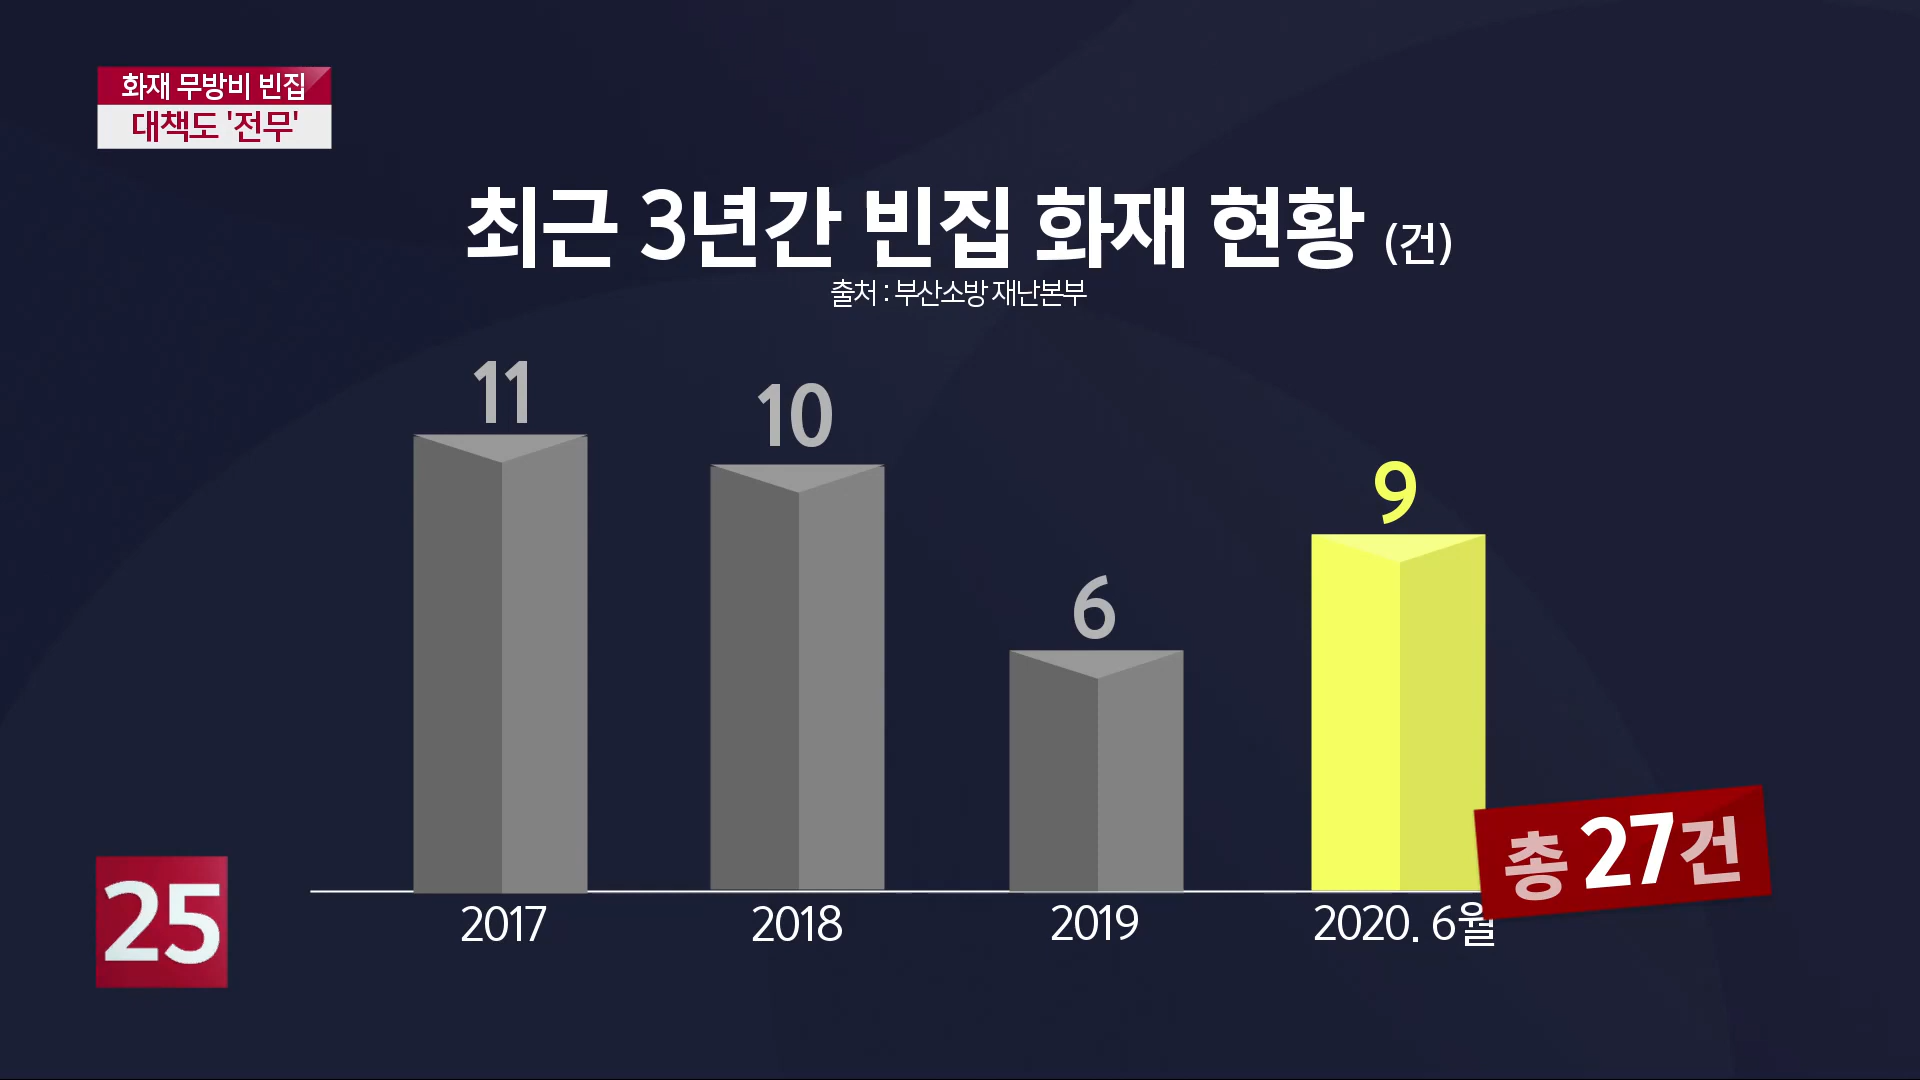 화재 무방비 빈집
대책도 '전무'
최근 3년간 빈집 화재 현황 (건)
출처 : 부산소방 재난본부
11
10
6
9
총 27건
2017
2018
2019
2020. 6월
25